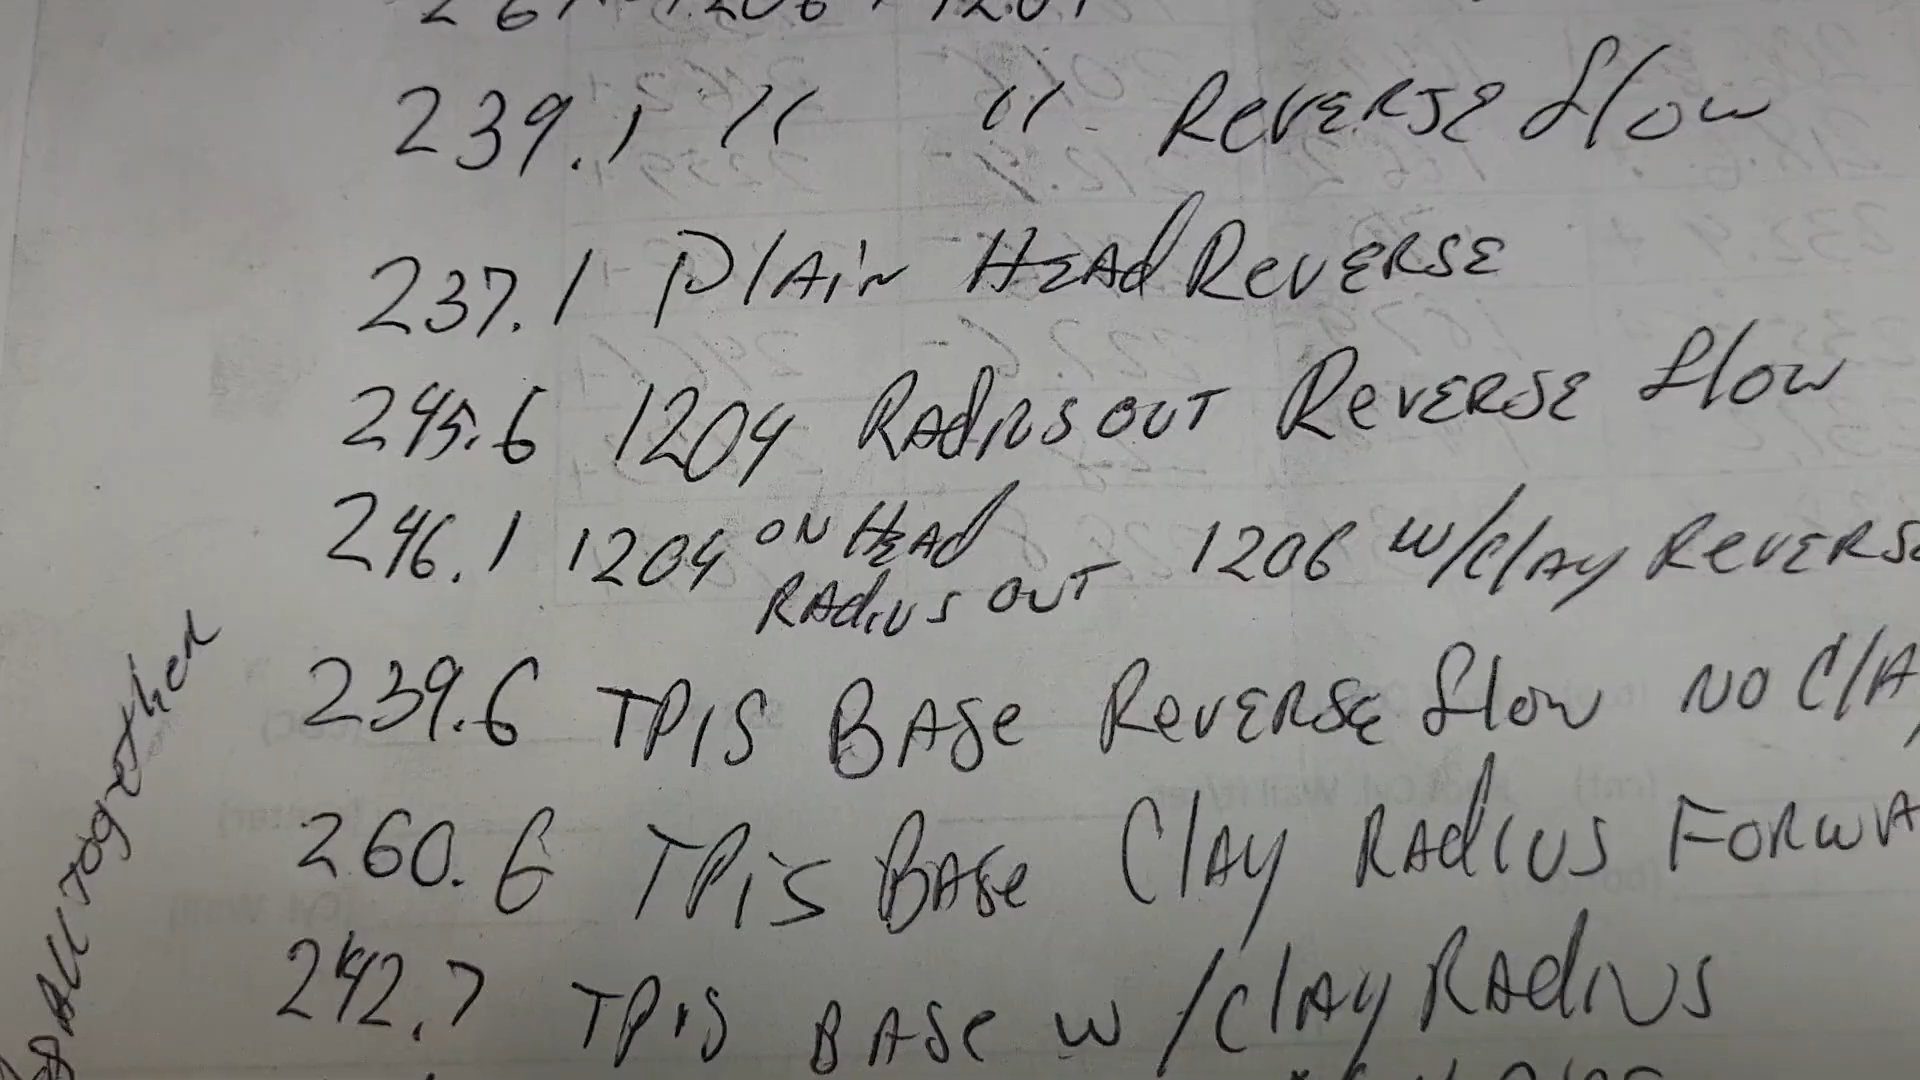 239.1 " " Reverse flow
237.1 Plain Head Reverse
245.6 1204 Radius out Reverse flow
246.1 1204 on Head Radius out 1206 w/clay Revers
239.6 TPIS Base Reverse flow No Cla
260.6 TPiS Base Clay Radius Forwa
242.7 TPIS Base w/clay Radius
All together